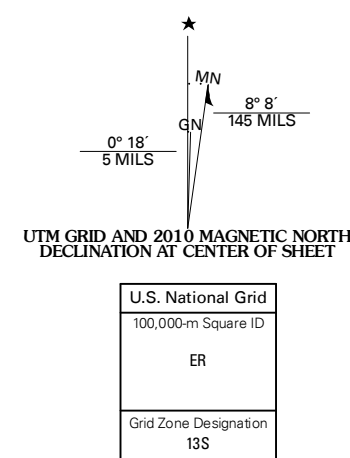 ★
MN
8° 8´
145 MILS
GN
0° 18´
5 MILS
UTM GRID AND 2010 MAGNETIC NORTH
DECLINATION AT CENTER OF SHEET
U.S. National Grid
100,000-m Square ID
ER
Grid Zone Designation
13S